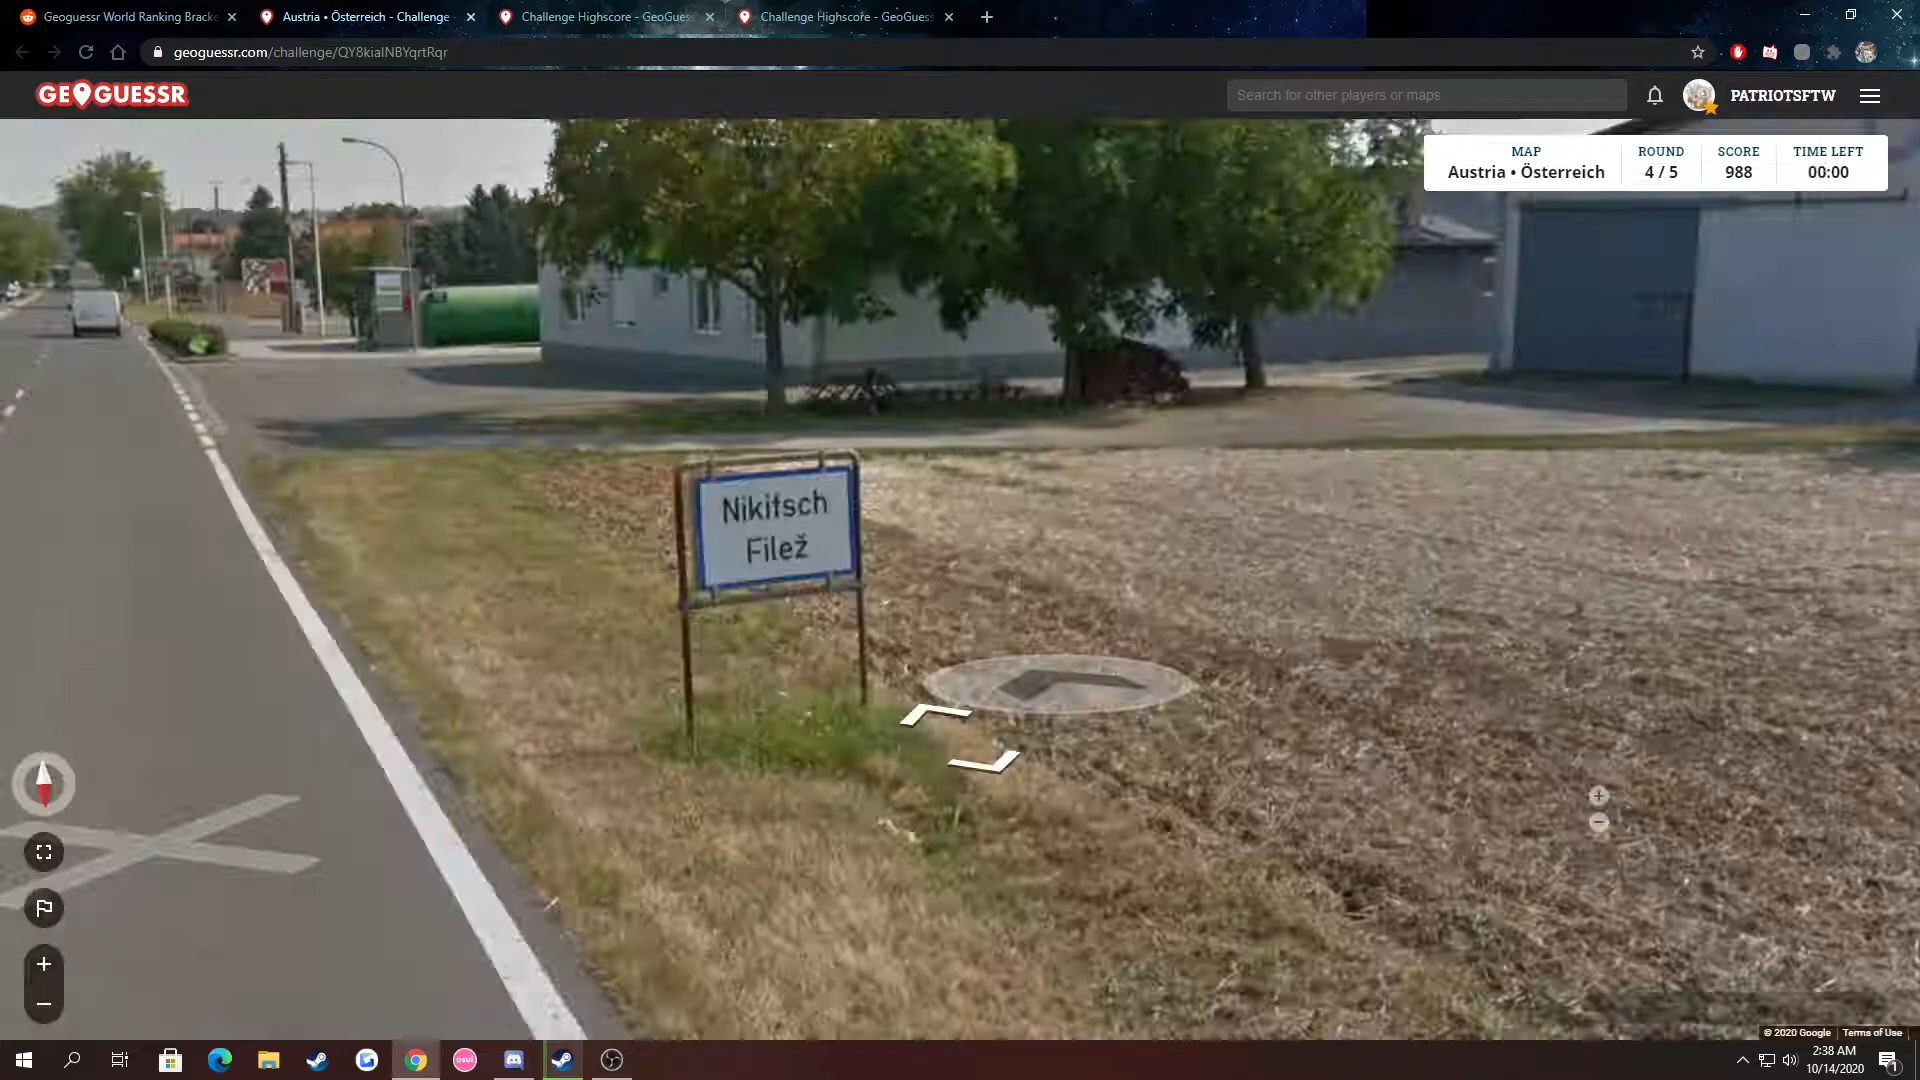 Geoguessr World Ranking Bracke
Austria • Österreich - Challenge -
Challenge Highscore - GeoGuess
Challenge Highscore - GeoGuess
geoguessr.com/challenge/QY8kialNBYqrtRqr
GEOGUESSR
Search for other players or maps
PATRIOTSFTW
MAP
Austria • Österreich
ROUND
4 / 5
SCORE
988
TIME LEFT
00:00
Nikitsch
Filež
© 2020 Google
Terms of Use
osu!
2:38 AM
10/14/2020
1